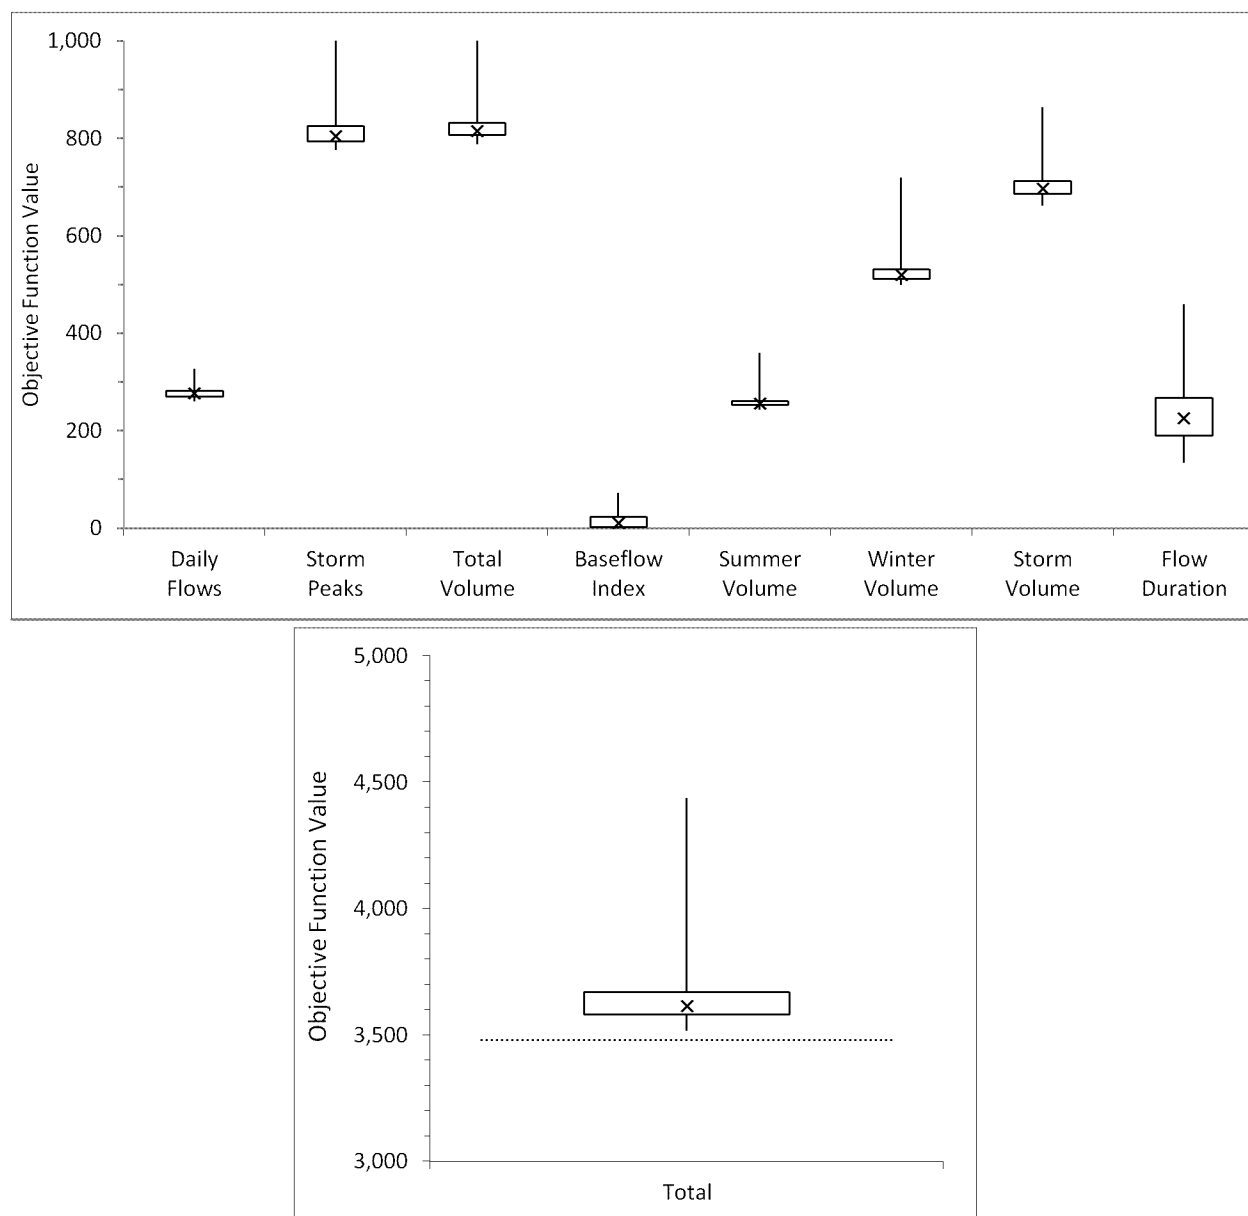 1,000
800
600
400
200
0
Objective Function Value
Daily Flows
Storm Peaks
Total Volume
Baseflow Index
Summer Volume
Winter Volume
Storm Volume
Flow Duration
5,000
4,500
4,000
3,500
3,000
Objective Function Value
Total